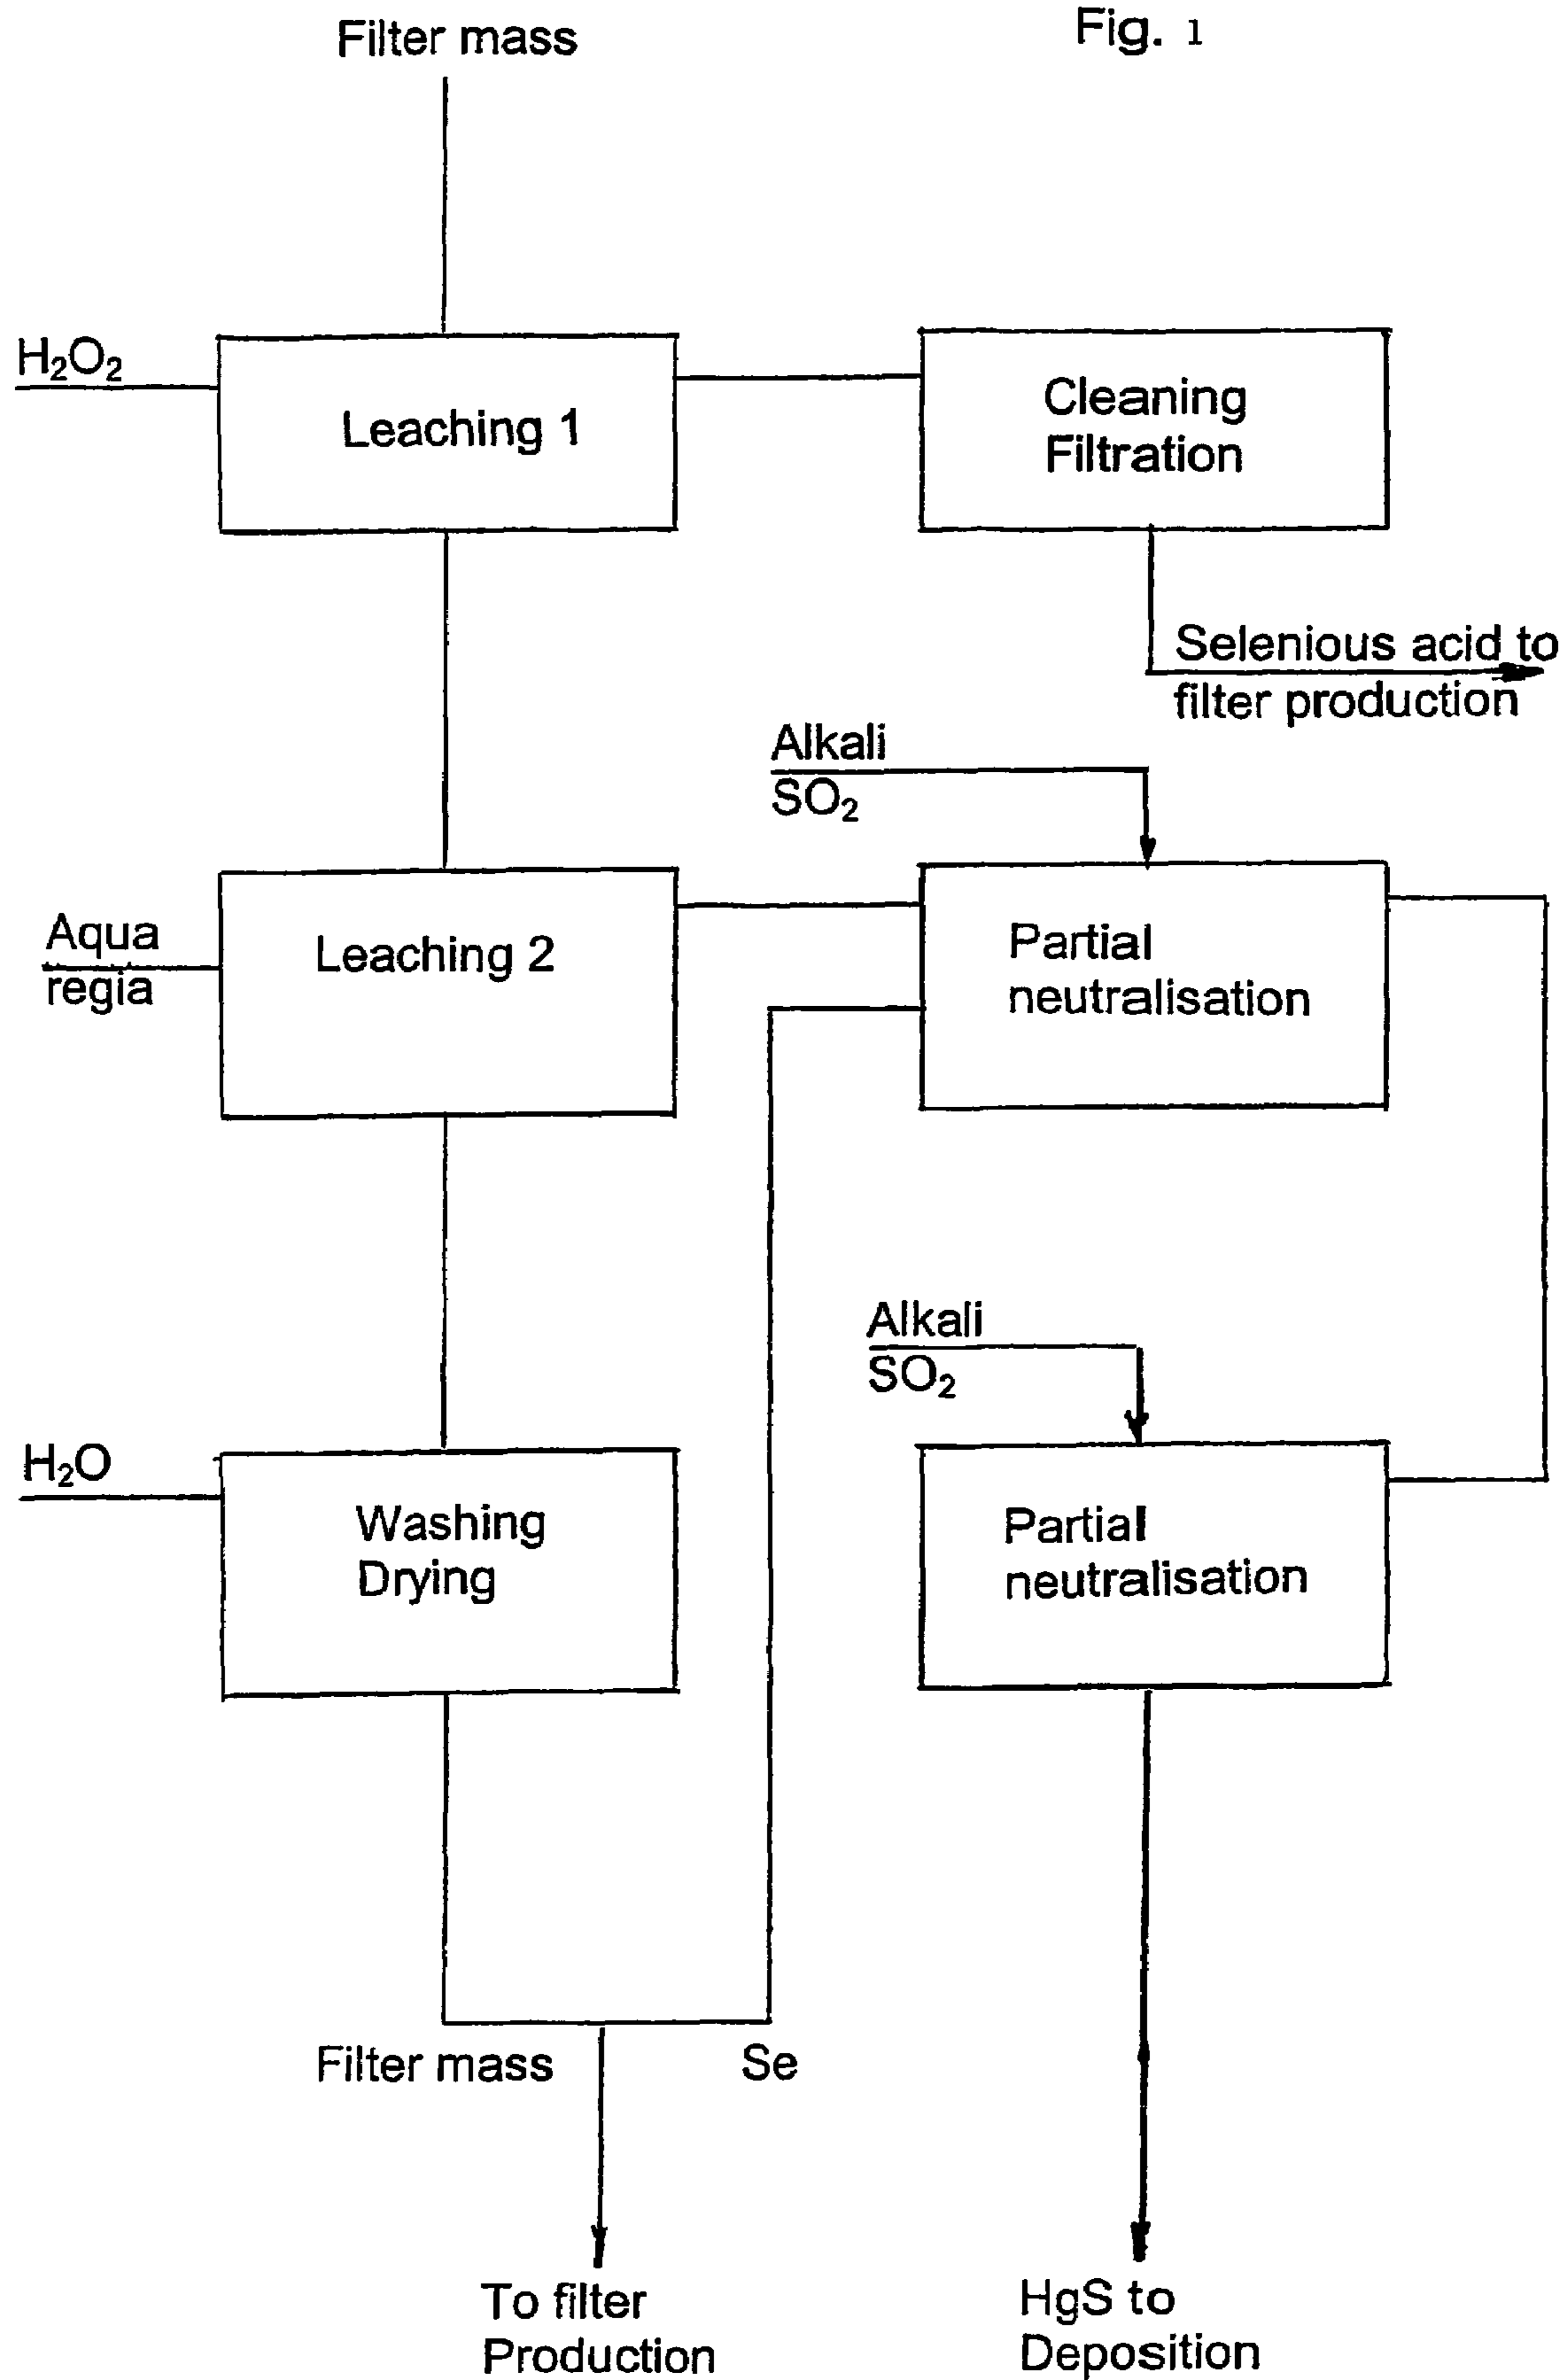 Fig. 1
Filter mass
H₂O₂
Leaching 1
Cleaning
Filtration
Selenious acid to
filter production
Alkali
SO₂
Aqua
regia
Leaching 2
Partial
neutralisation
Alkali
SO₂
H₂O
Washing
Drying
Partial
neutralisation
Filter mass
Se
To filter
Production
HgS to
Deposition